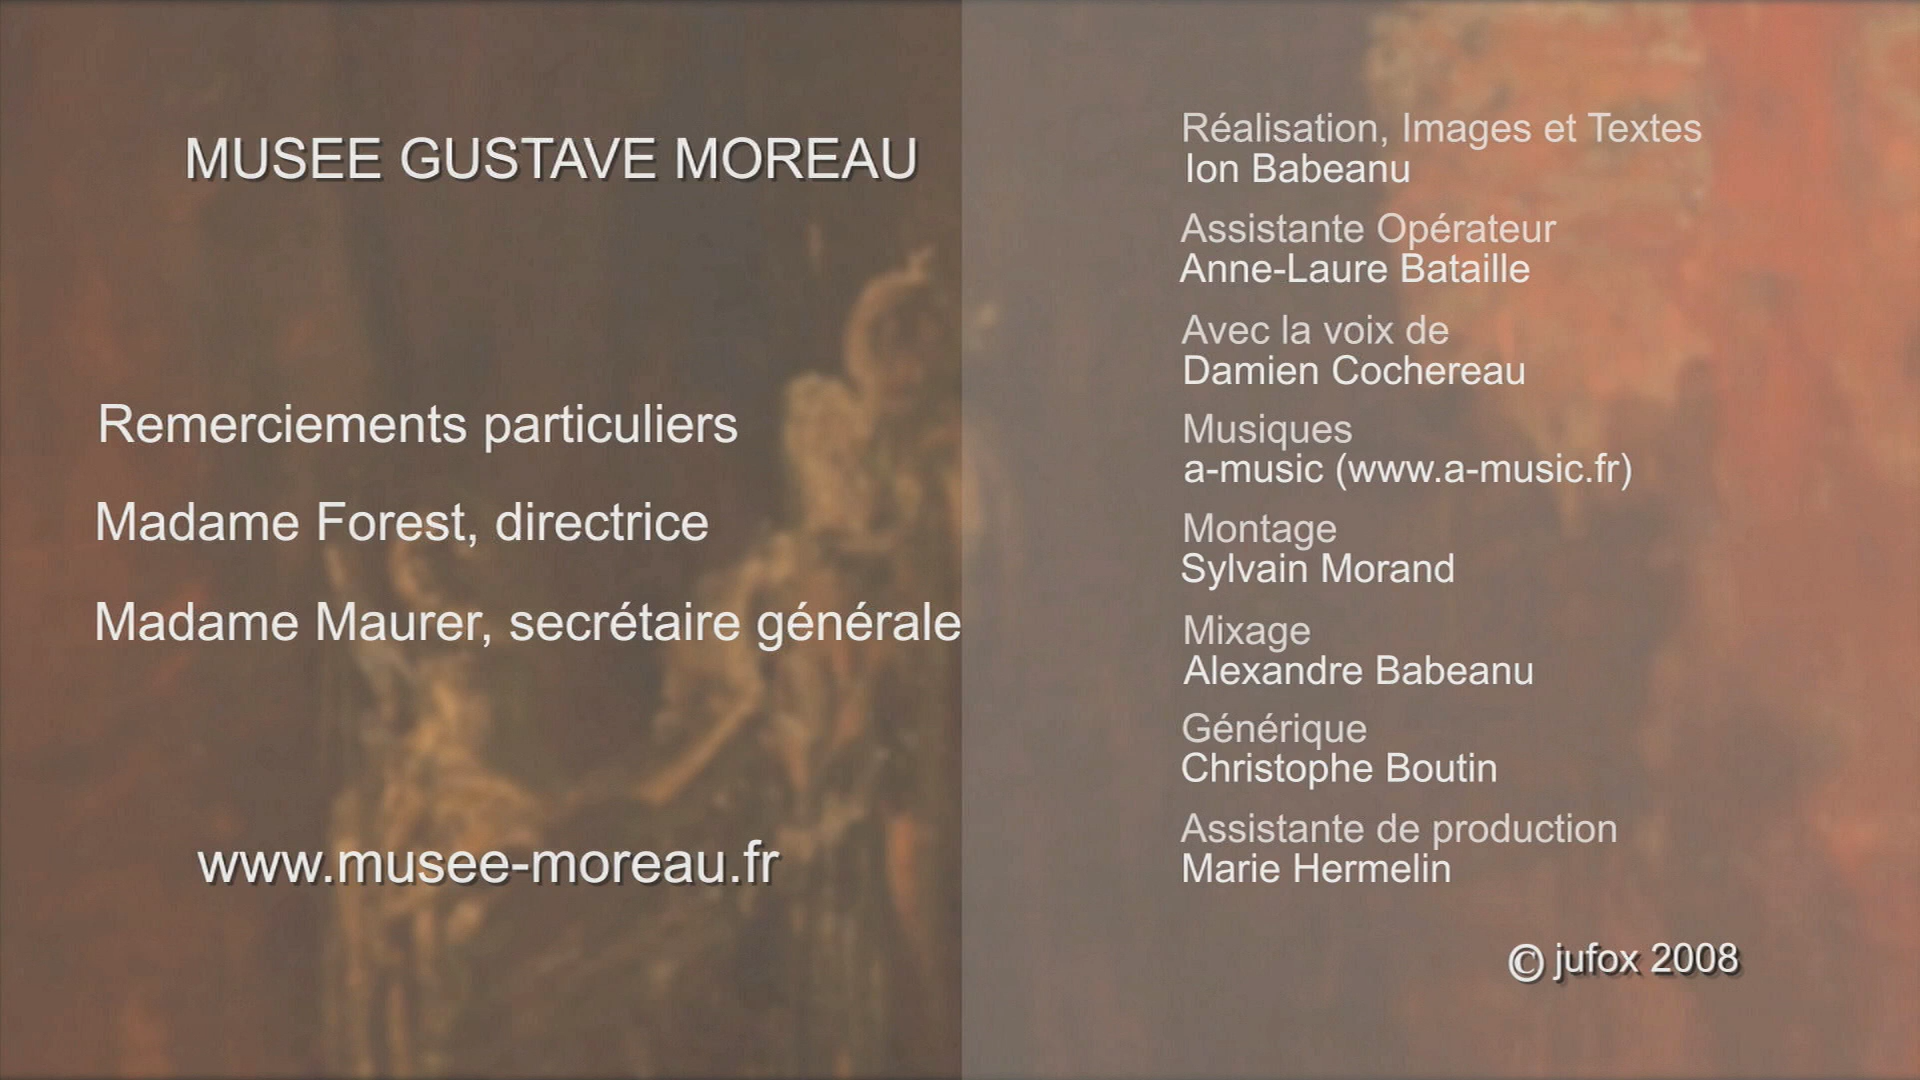 MUSEE GUSTAVE MOREAU
Remerciements particuliers
Madame Forest, directrice
Madame Maurer, secrétaire générale
www.musee-moreau.fr
Réalisation, Images et Textes
Ion Babeanu
Assistante Opérateur
Anne-Laure Bataille
Avec la voix de
Damien Cochereau
Musiques
a-music (www.a-music.fr)
Montage
Sylvain Morand
Mixage
Alexandre Babeanu
Générique
Christophe Boutin
Assistante de production
Marie Hermelin
© jufox 2008